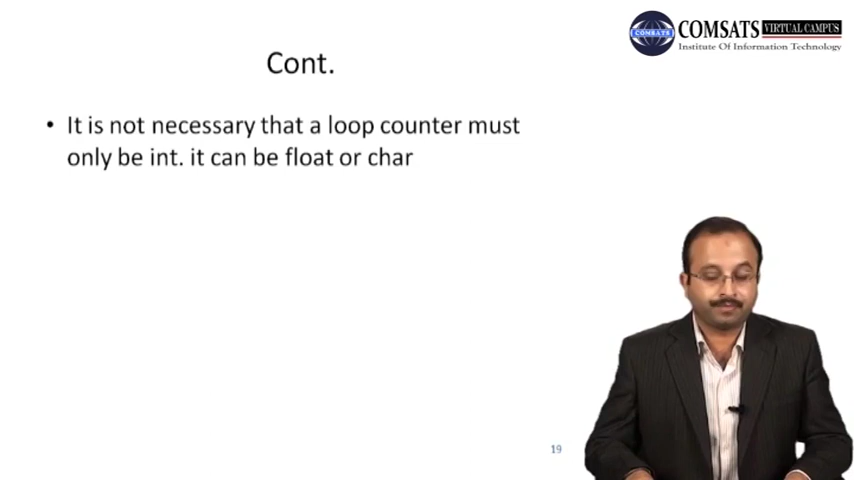 COMSATS VIRTUAL CAMPUS
COMSATS
Institute Of Information Technology
Cont.
• It is not necessary that a loop counter must
only be int. it can be float or char
19